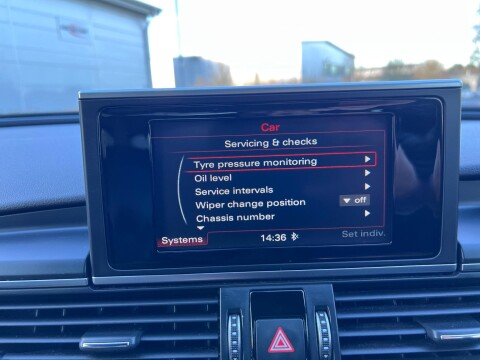 Car
Servicing & checks
Tyre pressure monitoring
Oil level
Service intervals
Wiper change position off
Chassis number
Systems 14:36 Set indiv.